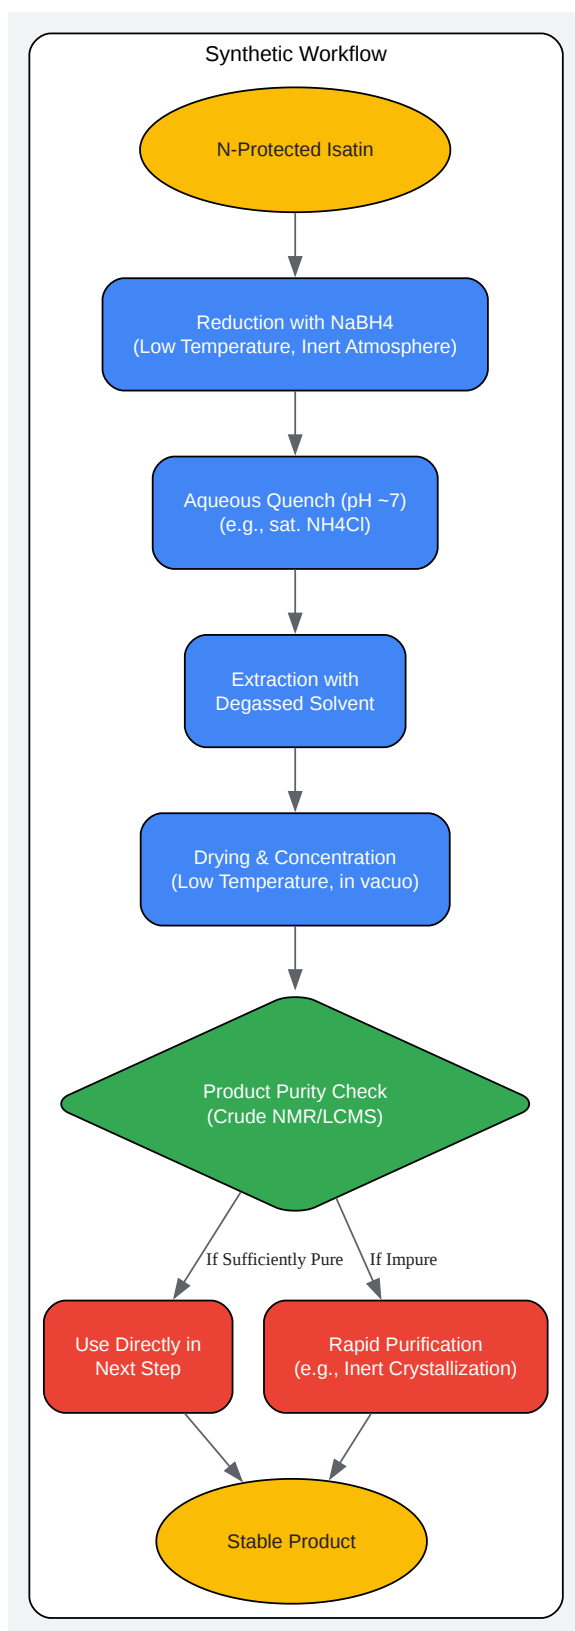 Synthetic Workflow
N-Protected Isatin
Reduction with NaBH4
(Low Temperature, Inert Atmosphere)
Aqueous Quench (pH ~7)
(e.g., sat. NH4Cl)
Extraction with
Degassed Solvent
Drying & Concentration
(Low Temperature, in vacuo)
Product Purity Check
(Crude NMR/LCMS)
If Sufficiently Pure
If Impure
Use Directly in
Next Step
Rapid Purification
(e.g., Inert Crystallization)
Stable Product